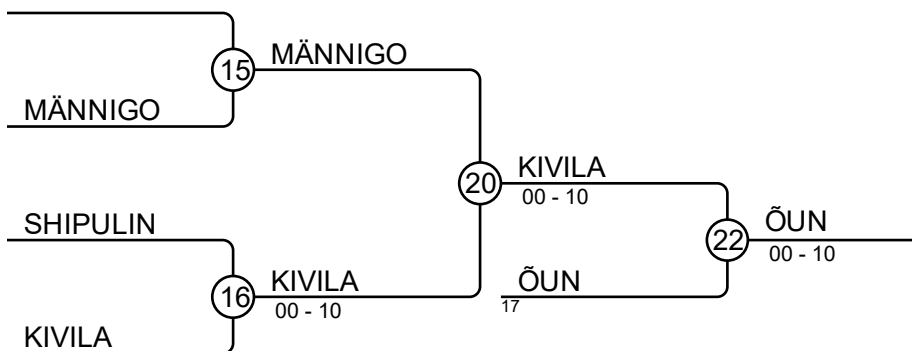 15
MÄNNIGO
MÄNNIGO
20
KIVILA
00 - 10
SHIPULIN
22
ÕUN
00 - 10
16
KIVILA
00 - 10
ÕUN
17
KIVILA